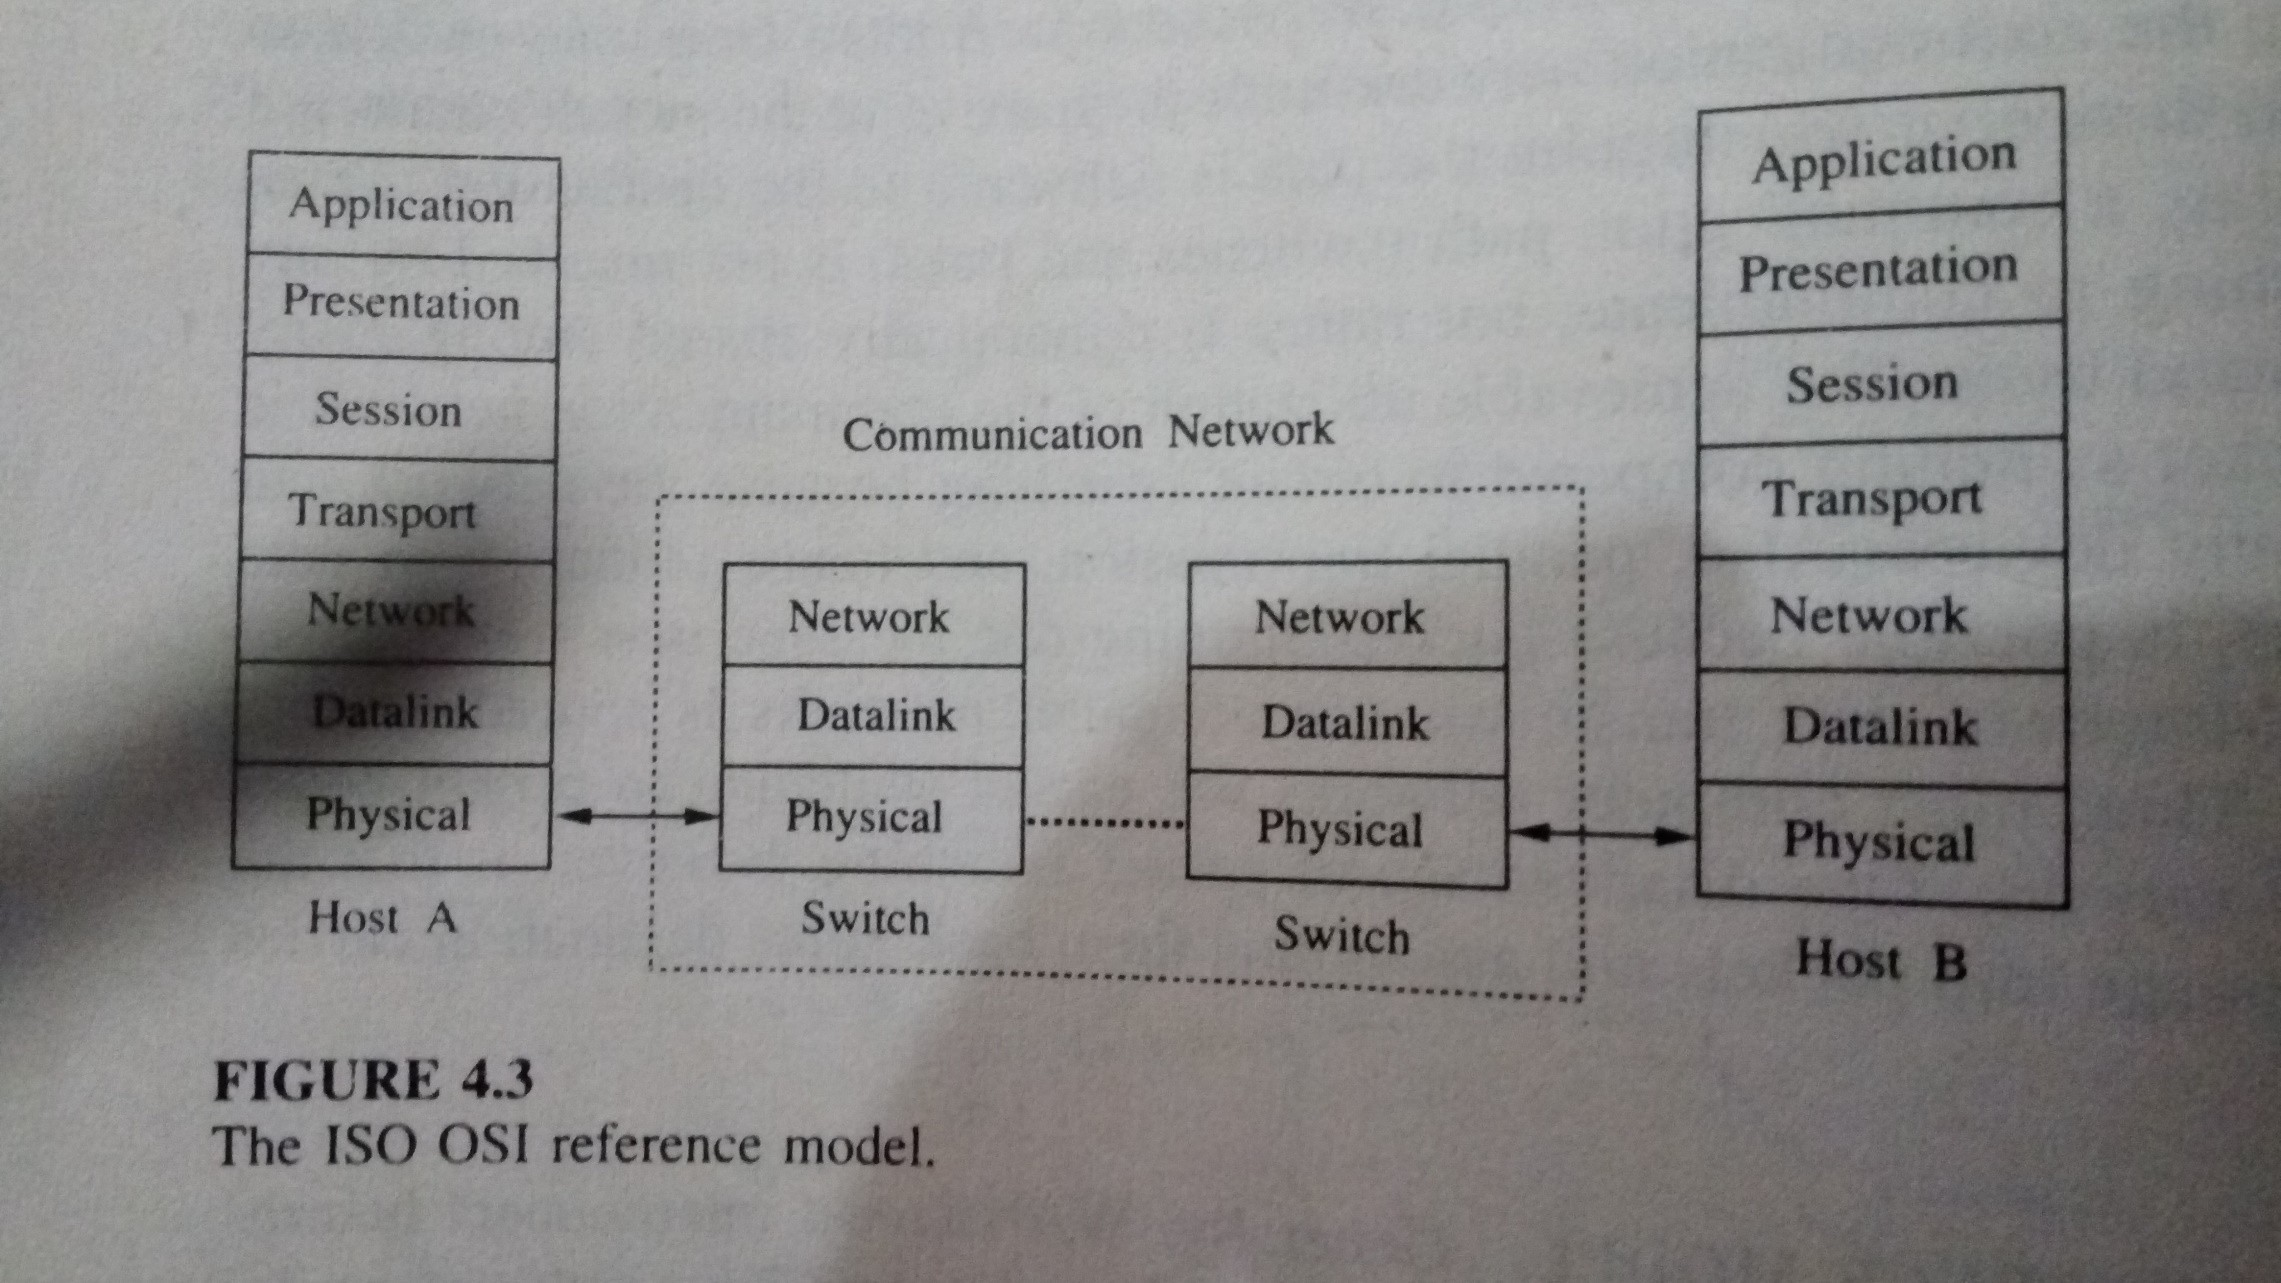 Application
Presentation
Session
Transport
Network
Datalink
Physical
Host A
Communication Network
Network
Datalink
Physical
Switch
Network
Datalink
Physical
Switch
Application
Presentation
Session
Transport
Network
Datalink
Physical
Host B
FIGURE 4.3
The ISO OSI reference model.